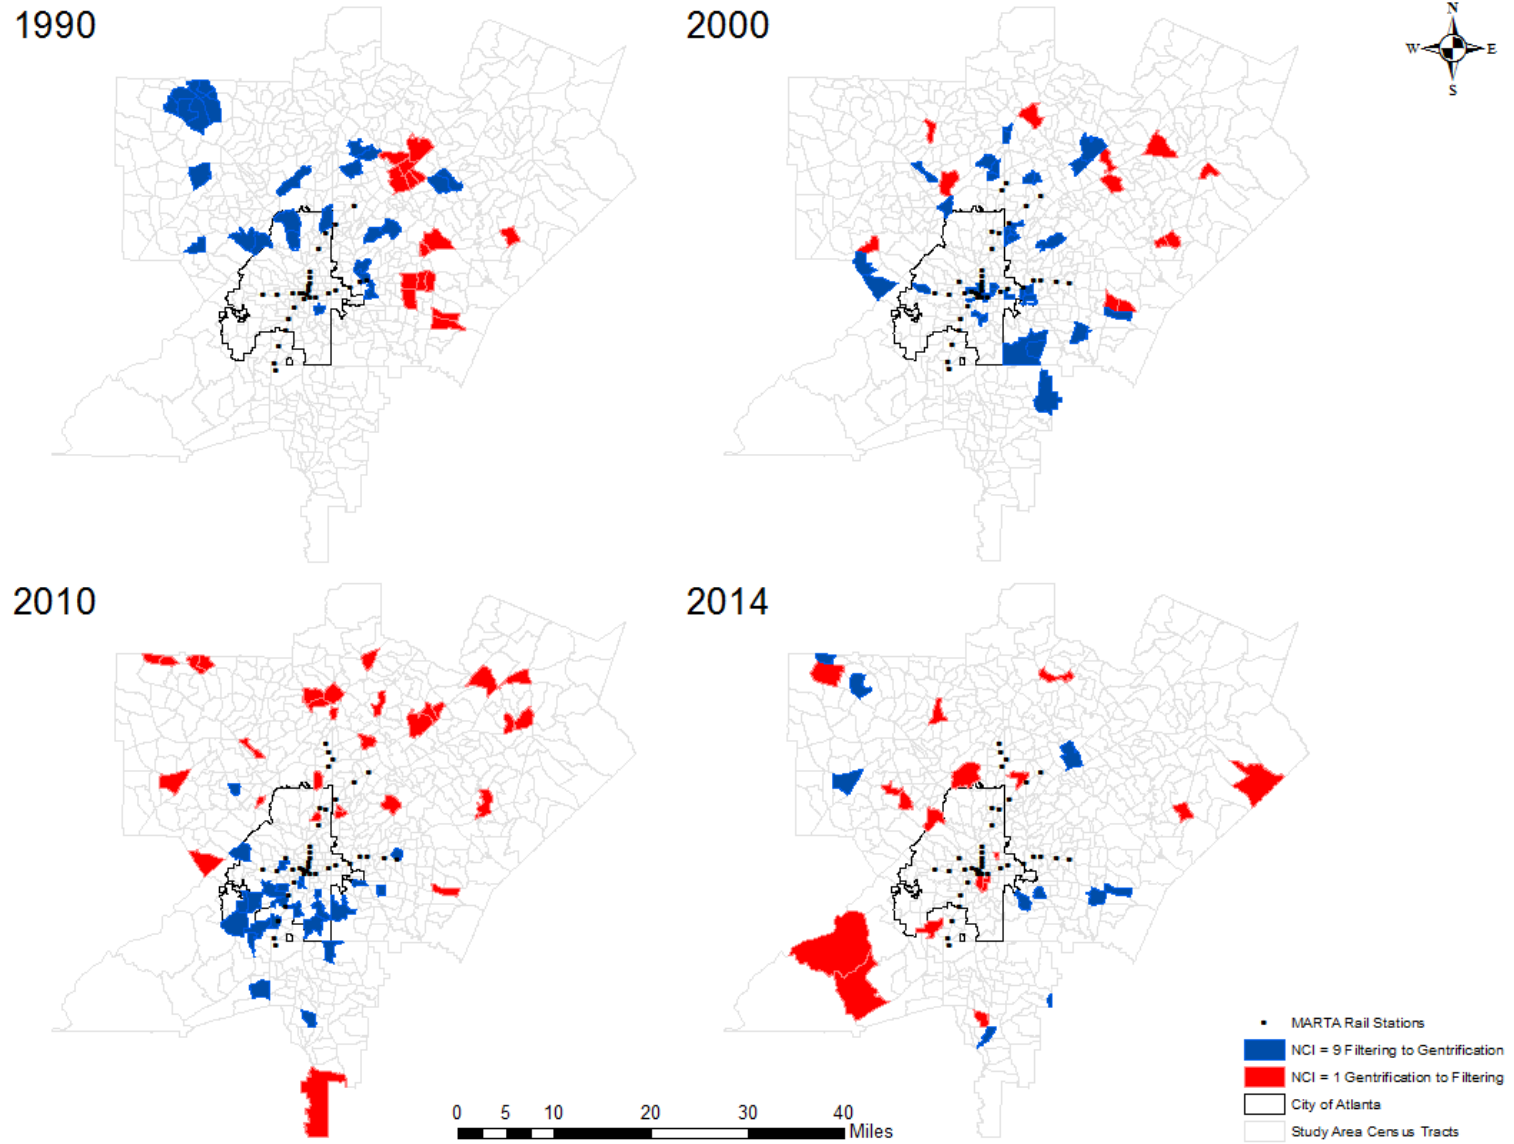 1990
2000
N
W E
S
2010
2014
0 5 10 20 30 40
Miles
MARTA Rail Stations
NCI = 9 Filtering to Gentrification
NCI = 1 Gentrification to Filtering
City of Atlanta
Study Area Census Tracts